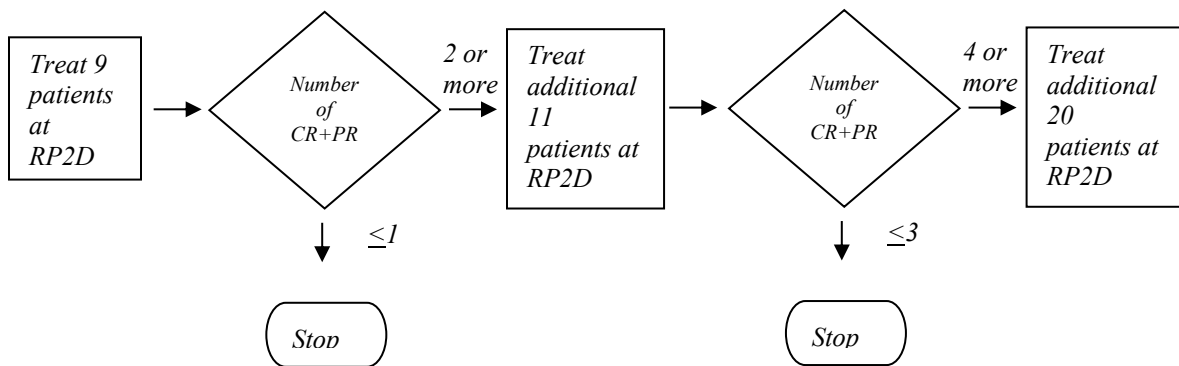 Treat 9
patients
at
RP2D
Number
of
CR+PR
2 or
more
≤1
Stop
Treat
additional
11
patients at
RP2D
Number
of
CR+PR
4 or
more
≤3
Stop
Treat
additional
20
patients at
RP2D